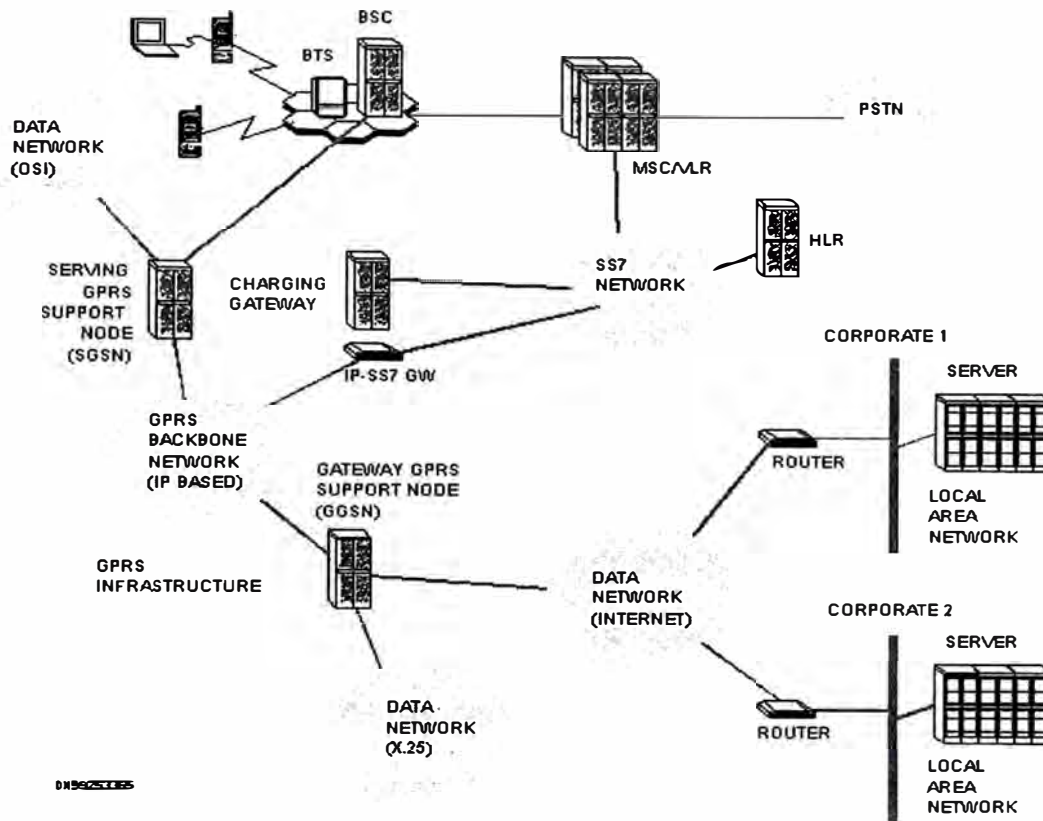 BSC
BTS
PSTN
DATA
NETWORK
(OSI)
MSC/VLR
HLR
SERVING
GPRS
SUPPORT
NODE
(SGSN)
CHARGING
GATEWAY
SS7
NETWORK
IP-SS7 GW
CORPORATE 1
SERVER
ROUTER
LOCAL
AREA
NETWORK
GPRS
BACKBONE
NETWORK
(IP BASED)
GATEWAY GPRS
SUPPORT NODE
(GGSN)
GPRS
INFRASTRUCTURE
DATA
NETWORK
(INTERNET)
CORPORATE 2
SERVER
ROUTER
LOCAL
AREA
NETWORK
DATA
NETWORK
(X.25)